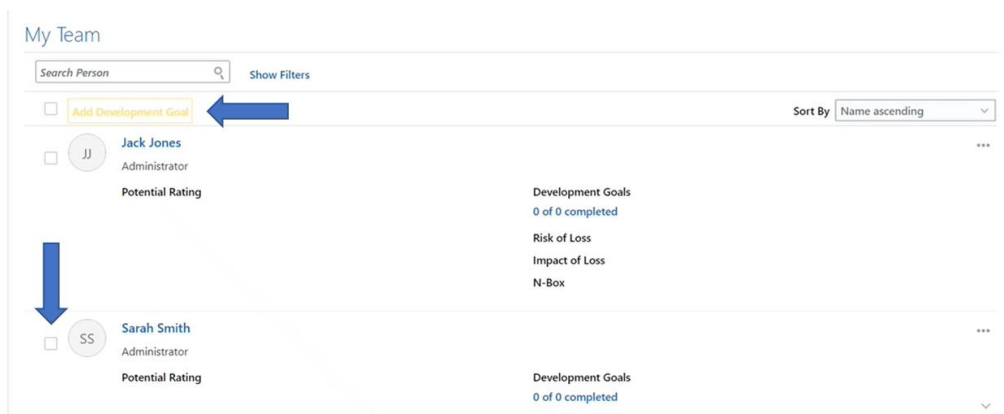 My Team
Search Person Show Filters
Add Development Goal Sort By Name ascending
JJ Jack Jones
Administrator
Potential Rating Development Goals
0 of 0 completed
Risk of Loss
Impact of Loss
N-Box
SS Sarah Smith
Administrator
Potential Rating Development Goals
0 of 0 completed